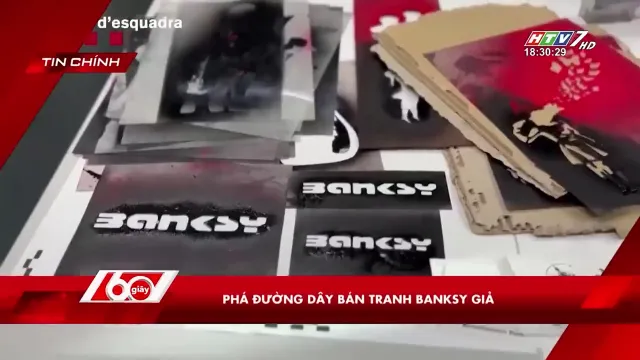 d'esquadra
TIN CHÍNH
HTV7 HD
18:30:29
BANKSY
BANKSY
BANKSY
60 giây
PHÁ ĐƯỜNG DÂY BÁN TRANH BANKSY GIẢ